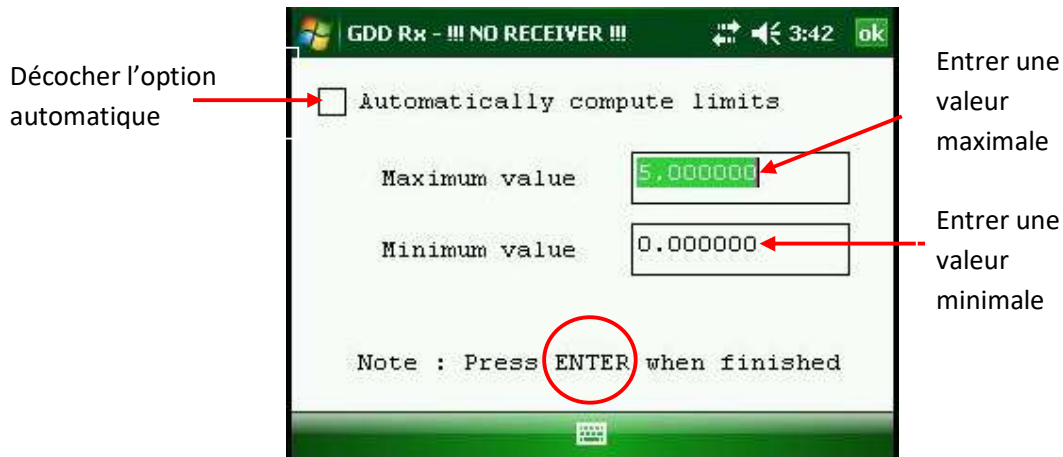 GDD Rx - !!! NO RECEIVER !!! 3:42 ok
Décocher l'option
automatique
Automatically compute limits
Entrer une
valeur
maximale
Maximum value 5.000000
Minimum value 0.000000
Entrer une
valeur
minimale
Note : Press ENTER when finished